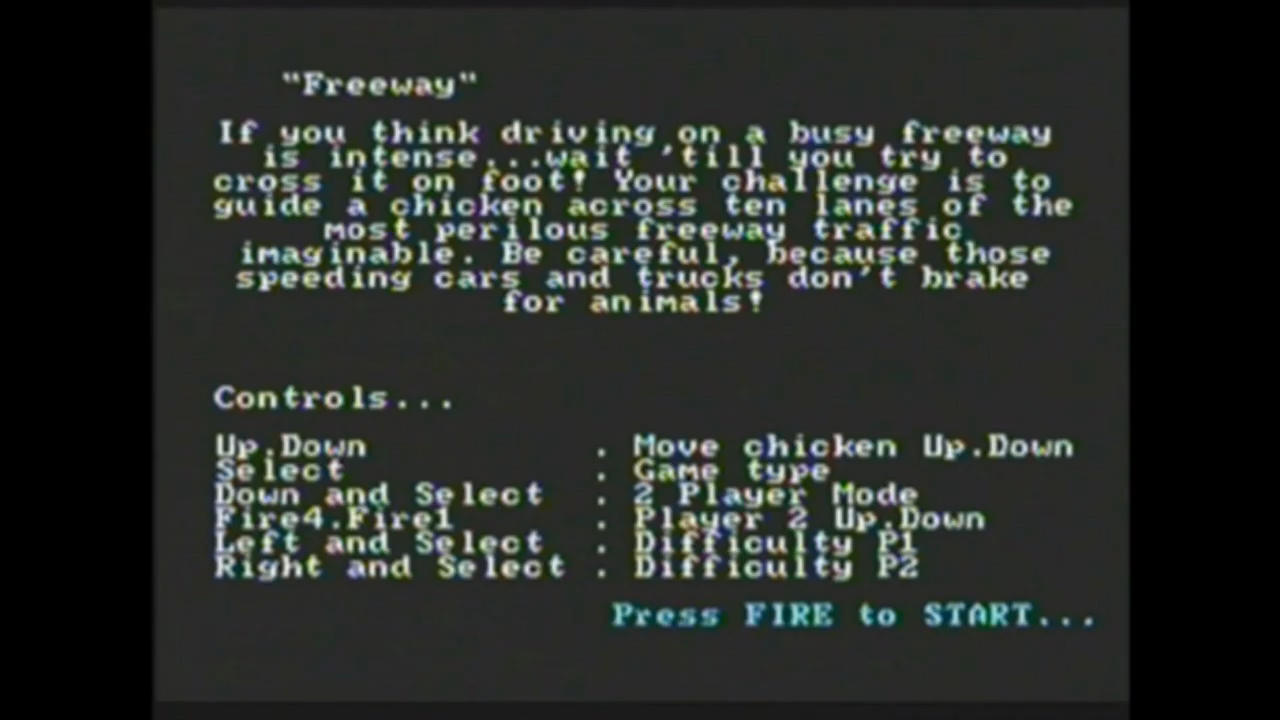 "Freeway"
If you think driving on a busy freeway
is intense...wait 'till you try to
cross it on foot! Your challenge is to
guide a chicken across ten lanes of the
most perilous freeway traffic
imaginable. Be careful, because those
speeding cars and trucks don't brake
for animals!
Controls...
Up.Down . Move chicken Up.Down
Select . Game type
Down and Select . 2 Player Mode
Fire4.Fire1 . Player 2 Up.Down
Left and Select . Difficulty P1
Right and Select . Difficulty P2
Press FIRE to START...